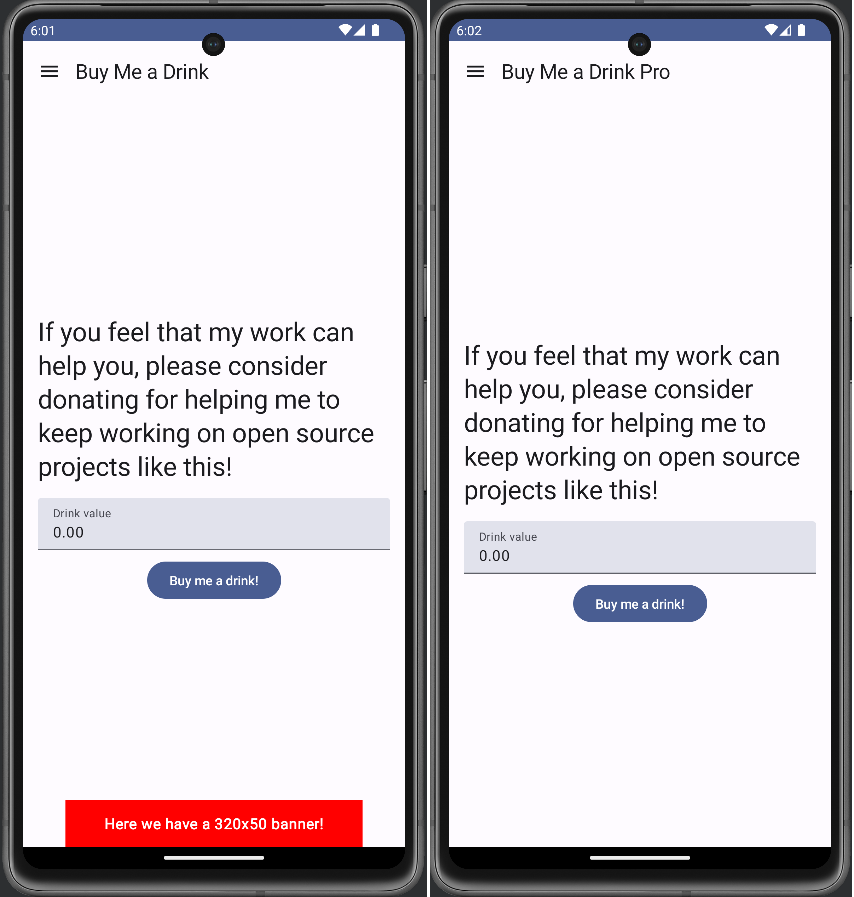 6:01
Buy Me a Drink
If you feel that my work can
help you, please consider
donating for helping me to
keep working on open source
projects like this!
Drink value
0.00
Buy me a drink!
Here we have a 320x50 banner!
6:02
Buy Me a Drink Pro
If you feel that my work can
help you, please consider
donating for helping me to
keep working on open source
projects like this!
Drink value
0.00
Buy me a drink!